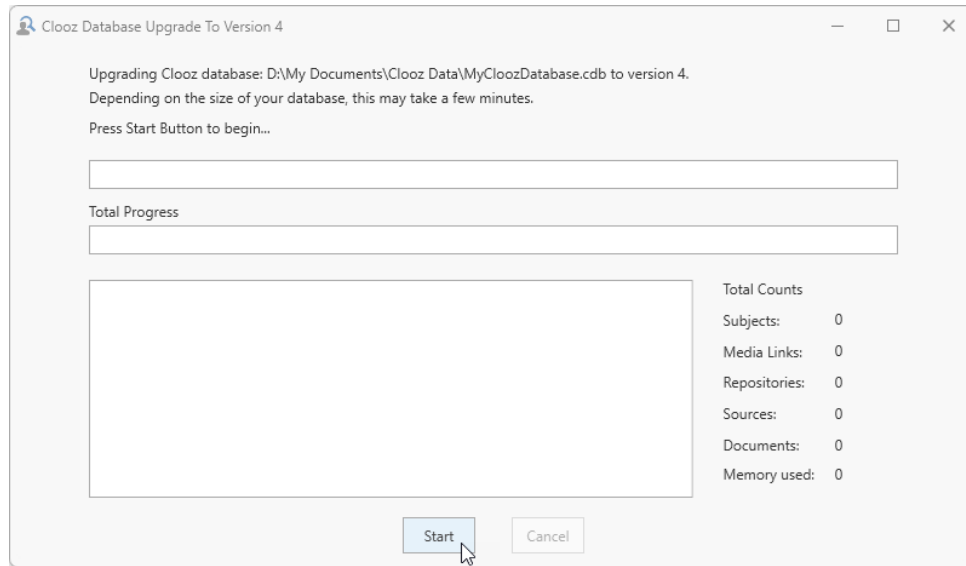 Clooz Database Upgrade To Version 4
Upgrading Clooz database: D:\My Documents\Clooz Data\MyCloozDatabase.cdb to version 4.
Depending on the size of your database, this may take a few minutes.
Press Start Button to begin...
Total Progress
Total Counts
Subjects: 0
Media Links: 0
Repositories: 0
Sources: 0
Documents: 0
Memory used: 0
Start Cancel